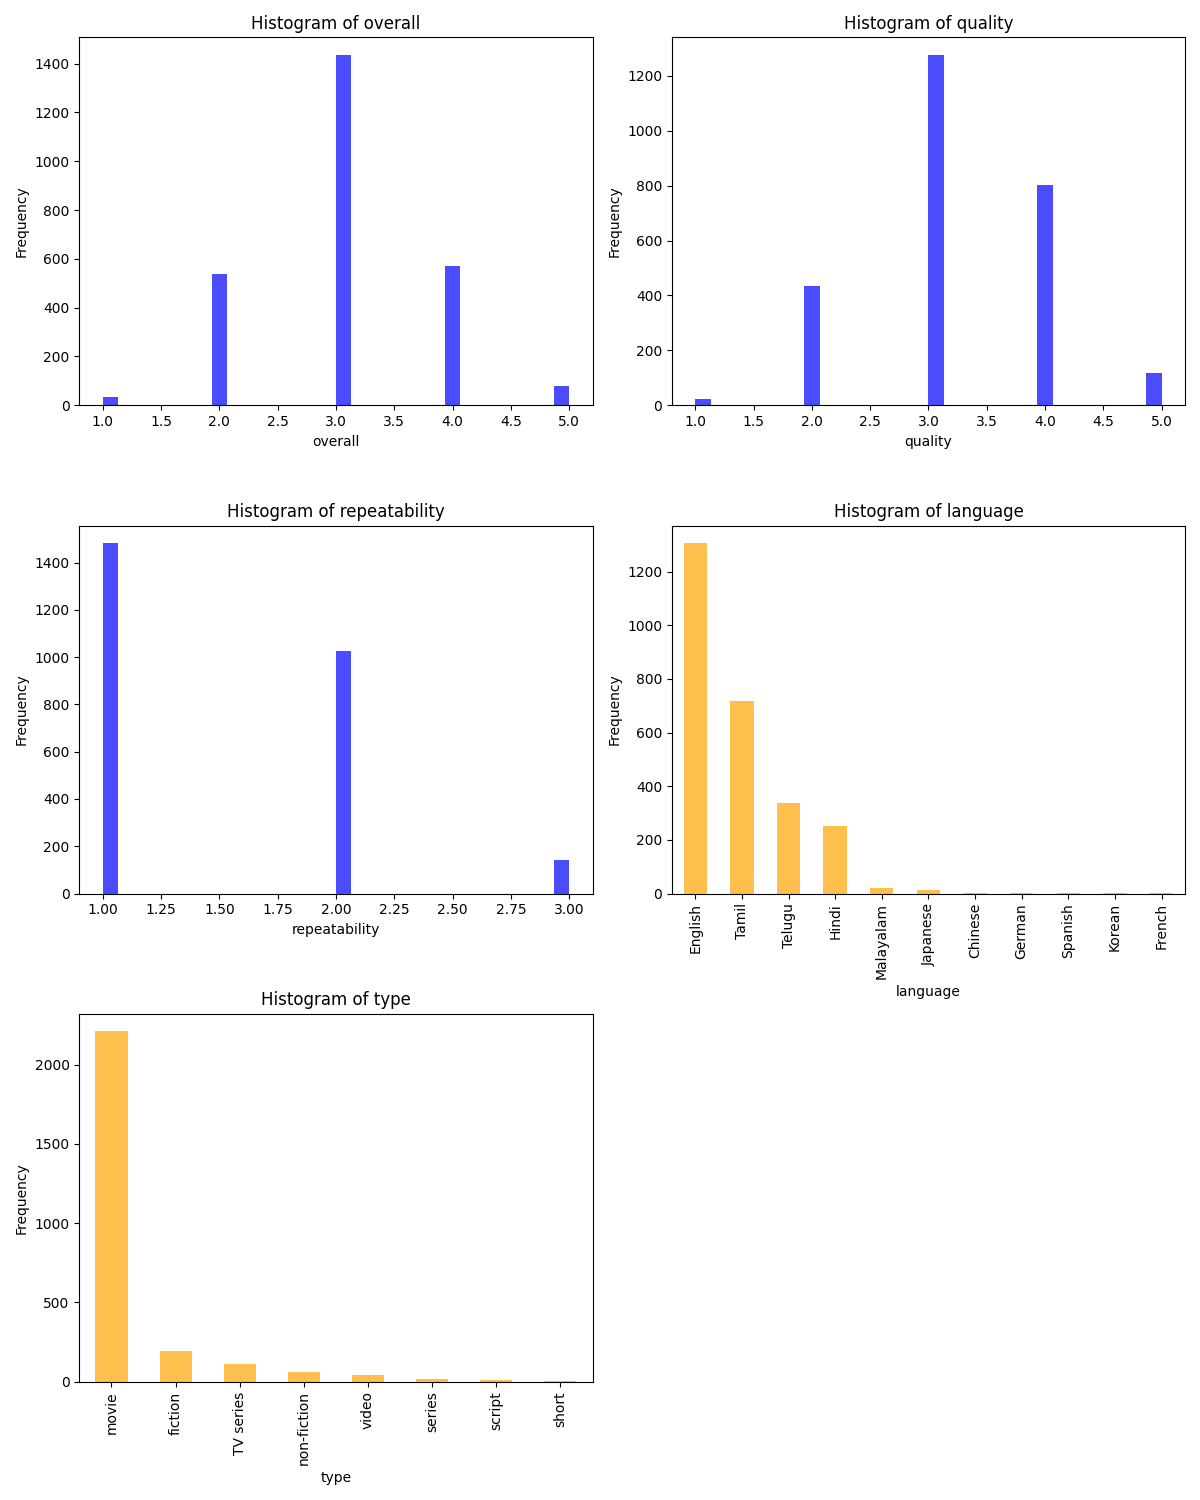 Histogram of overall
Frequency
1400
1200
1000
800
600
400
200
0
1.0 1.5 2.0 2.5 3.0 3.5 4.0 4.5 5.0
overall
Histogram of quality
Frequency
1200
1000
800
600
400
200
0
1.0 1.5 2.0 2.5 3.0 3.5 4.0 4.5 5.0
quality
Histogram of repeatability
Frequency
1400
1200
1000
800
600
400
200
0
1.00 1.25 1.50 1.75 2.00 2.25 2.50 2.75 3.00
repeatability
Histogram of language
Frequency
1200
1000
800
600
400
200
0
English
Tamil
Telugu
Hindi
Malayalam
Japanese
Chinese
German
Spanish
Korean
French
language
Histogram of type
Frequency
2000
1500
1000
500
0
movie
fiction
TV series
non-fiction
video
series
script
short
type